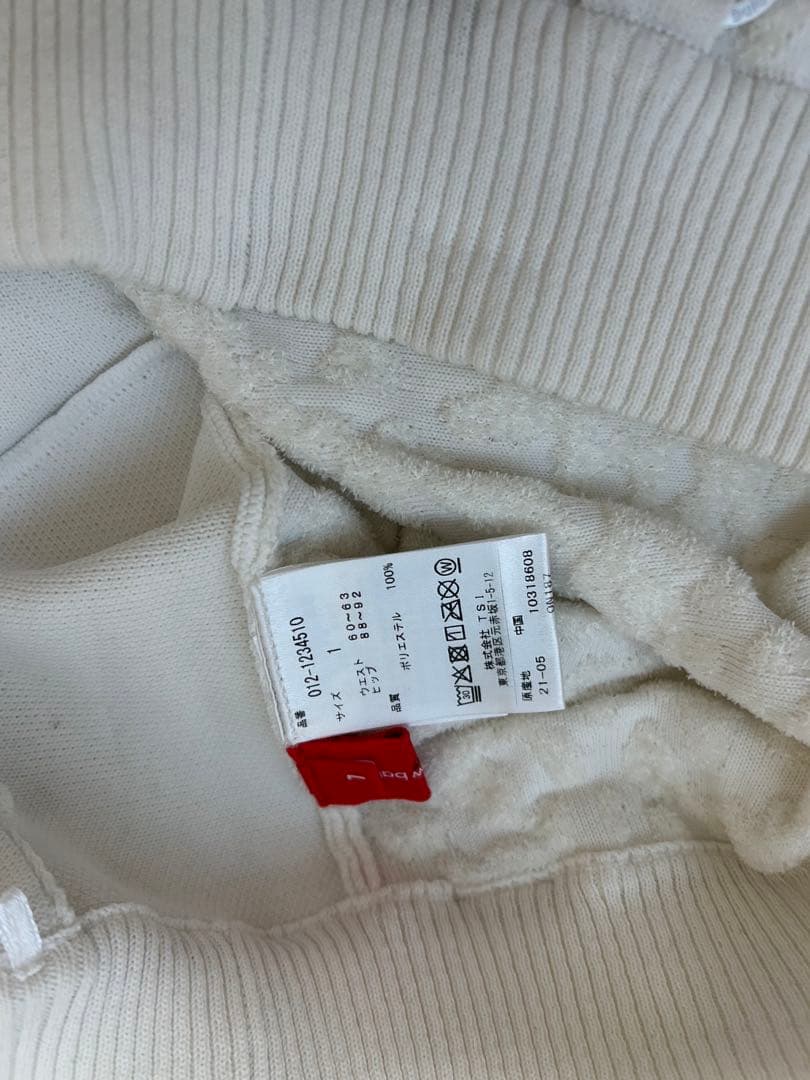 品番 012-1234510
サイズ 1
ウエスト 60~63
ヒップ 88~92
品質 ポリエステル 100%
30
W
株式会社 TSI
東京都港区元赤坂1-5-12
原産地 中国
21-05 10318608
1